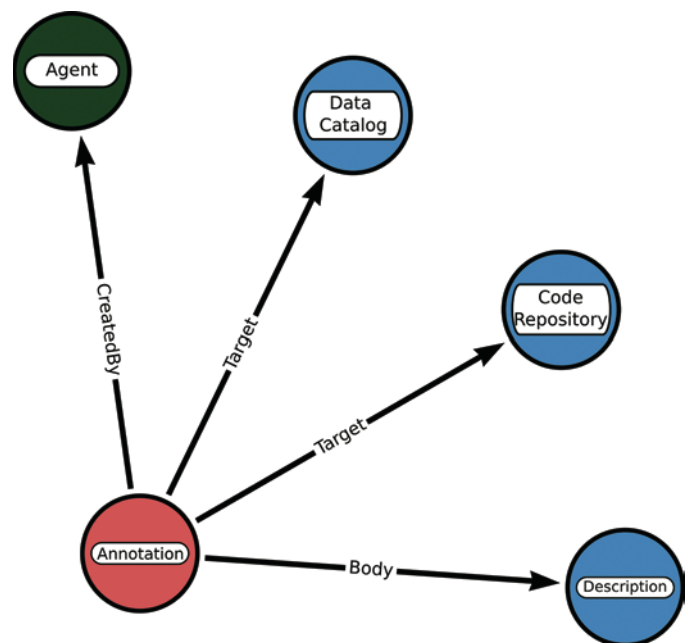 Agent
Data
Catalog
CreatedBy
Target
Code
Repository
Target
Annotation
Body
Description